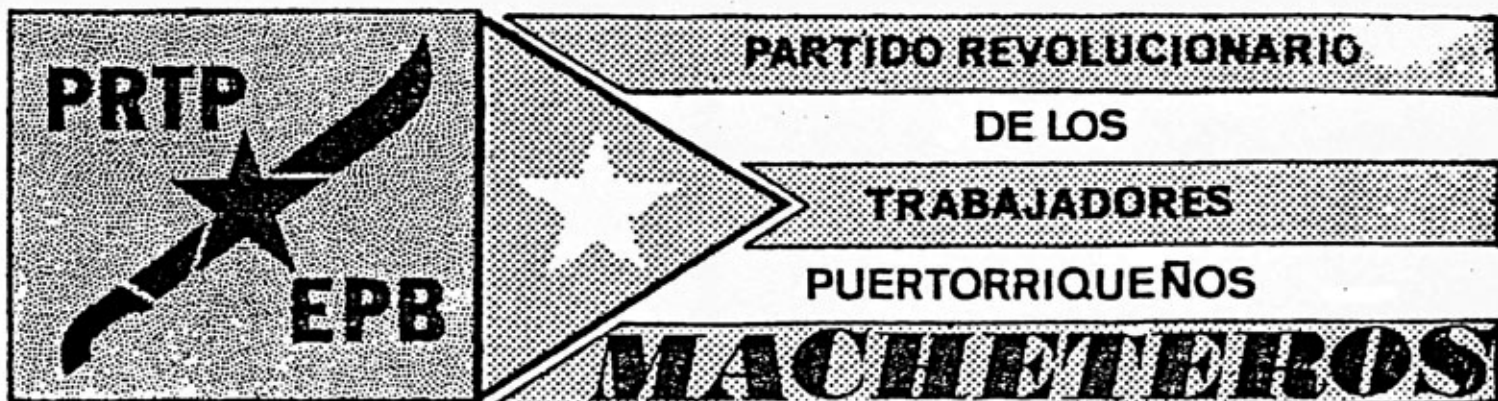 PRTP
EPB
PARTIDO REVOLUCIONARIO
DE LOS
TRABAJADORES
PUERTORRIQUEÑOS
MACHETEROS